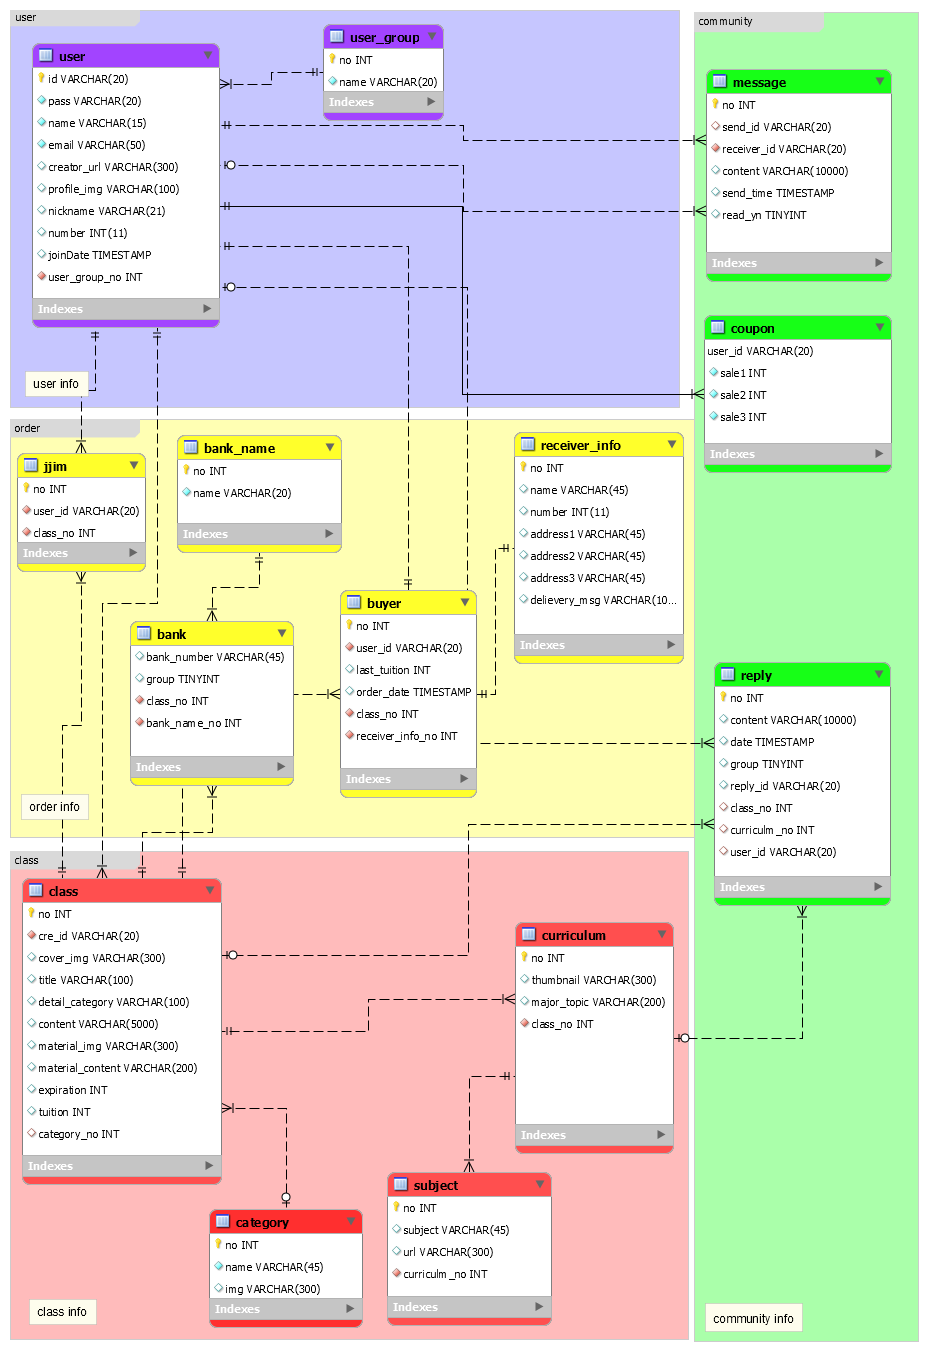 user
user
id VARCHAR(20)
pass VARCHAR(20)
name VARCHAR(15)
email VARCHAR(50)
creator_url VARCHAR(300)
profile_img VARCHAR(100)
nickname VARCHAR(21)
number INT(11)
joinDate TIMESTAMP
user_group_no INT
Indexes
user_group
no INT
name VARCHAR(20)
Indexes
user info
community
message
no INT
send_id VARCHAR(20)
receiver_id VARCHAR(20)
content VARCHAR(10000)
send_time TIMESTAMP
read_yn TINYINT
Indexes
coupon
user_id VARCHAR(20)
sale1 INT
sale2 INT
sale3 INT
Indexes
order
jjim
no INT
user_id VARCHAR(20)
class_no INT
Indexes
bank_name
no INT
name VARCHAR(20)
Indexes
receiver_info
no INT
name VARCHAR(45)
number INT(11)
address1 VARCHAR(45)
address2 VARCHAR(45)
address3 VARCHAR(45)
delievery_msg VARCHAR(10...
Indexes
bank
bank_number VARCHAR(45)
group TINYINT
class_no INT
bank_name_no INT
Indexes
buyer
no INT
user_id VARCHAR(20)
last_tuition INT
order_date TIMESTAMP
class_no INT
receiver_info_no INT
Indexes
order info
reply
no INT
content VARCHAR(10000)
date TIMESTAMP
group TINYINT
reply_id VARCHAR(20)
class_no INT
curriculm_no INT
user_id VARCHAR(20)
Indexes
class
class
no INT
cre_id VARCHAR(20)
cover_img VARCHAR(300)
title VARCHAR(100)
detail_category VARCHAR(100)
content VARCHAR(5000)
material_img VARCHAR(300)
material_content VARCHAR(200)
expiration INT
tuition INT
category_no INT
Indexes
curriculum
no INT
thumbnail VARCHAR(300)
major_topic VARCHAR(200)
class_no INT
Indexes
category
no INT
name VARCHAR(45)
img VARCHAR(300)
Indexes
subject
no INT
subject VARCHAR(45)
url VARCHAR(300)
curriculm_no INT
Indexes
class info
community info